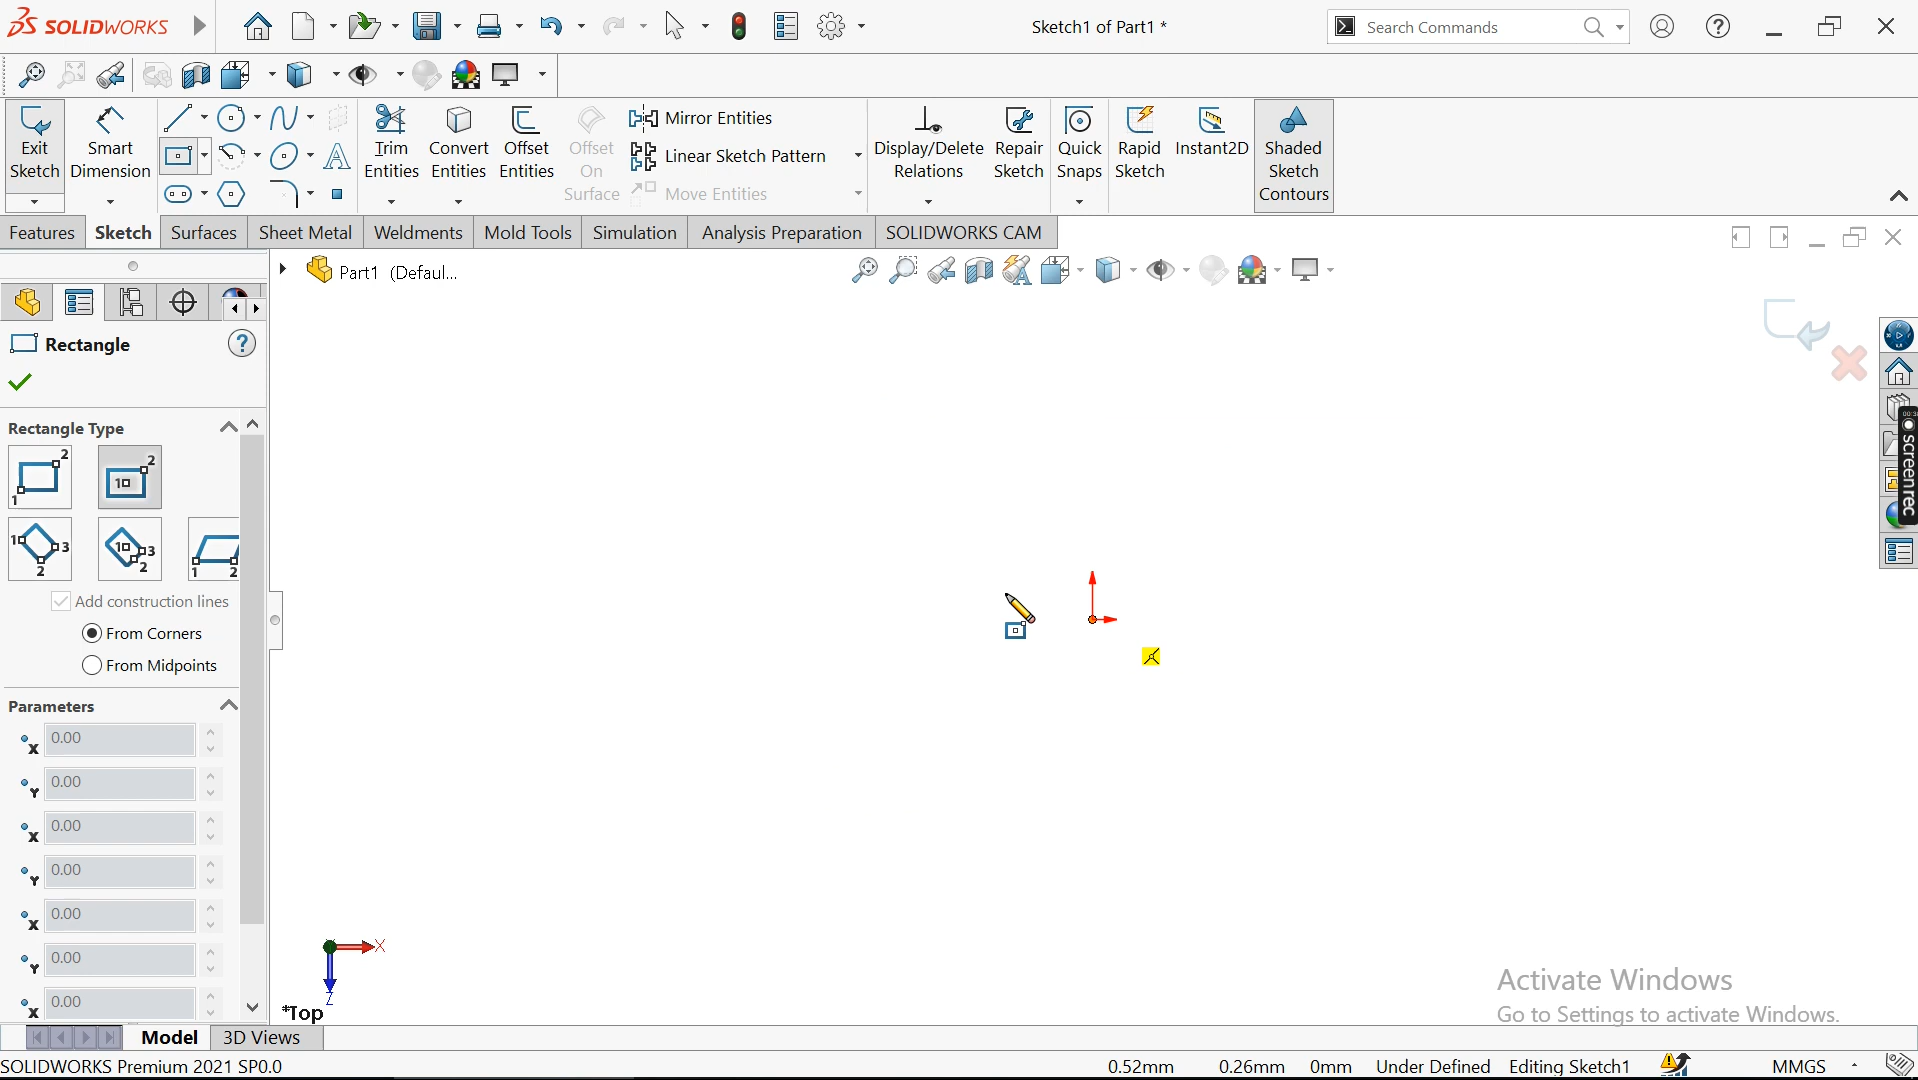 SOLIDWORKS
Sketch1 of Part1 *
Search Commands
Exit Sketch
Smart Dimension
Trim Entities
Convert Entities
Offset Entities
Offset On Surface
Mirror Entities
Linear Sketch Pattern
Move Entities
Display/Delete Relations
Repair Sketch
Quick Snaps
Rapid Sketch
Instant2D
Shaded Sketch Contours
Features
Sketch
Surfaces
Sheet Metal
Weldments
Mold Tools
Simulation
Analysis Preparation
SOLIDWORKS CAM
Part1 (Defaul...
Rectangle
Rectangle Type
Add construction lines
From Corners
From Midpoints
Parameters
X 0.00
Y 0.00
X 0.00
Y 0.00
X 0.00
Y 0.00
X 0.00
screenrec
X
Z
*Top
Activate Windows
Go to Settings to activate Windows.
Model
3D Views
SOLIDWORKS Premium 2021 SP0.0
0.52mm
0.26mm
0mm
Under Defined
Editing Sketch1
MMGS